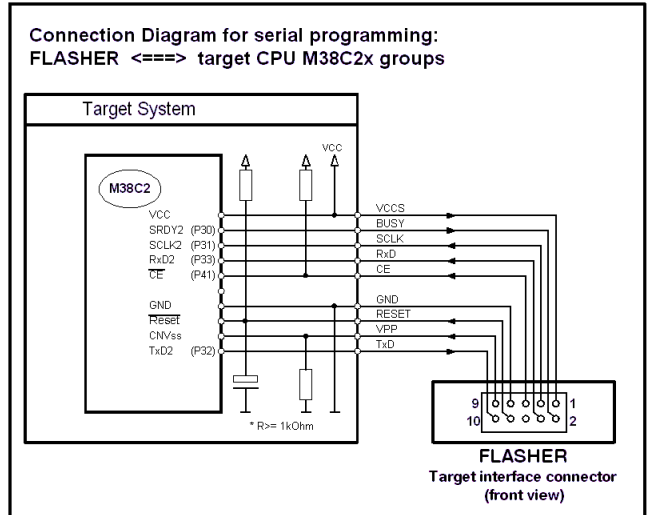 Connection Diagram for serial programming:
FLASHER <===> target CPU M38C2x groups
Target System
VCC
M38C2
VCC
SRDY2 (P30)
SCLK2 (P31)
RxD2 (P33)
CE (P41)
GND
Reset
CNVss
TxD2 (P32)
VCCS
BUSY
SCLK
RxD
CE
GND
RESET
VPP
TxD
* R>= 1kOhm
9 1
10 2
FLASHER
Target interface connector
(front view)